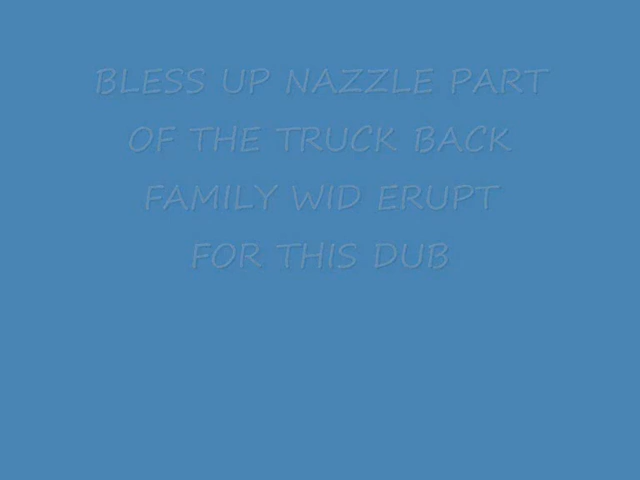 BLESS UP NAZZLE PART
OF THE TRUCK BACK
FAMILY WID ERUPT
FOR THIS DUB